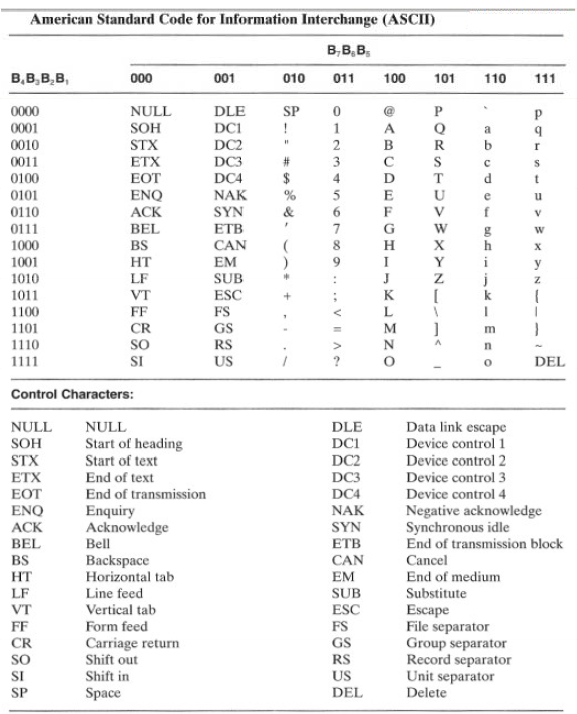 American Standard Code for Information Interchange (ASCII)
B₇B₆B₅
B₄B₃B₂B₁ 000 001 010 011 100 101 110 111
0000 NULL DLE SP 0 @ P ` p
0001 SOH DC1 ! 1 A Q a q
0010 STX DC2 " 2 B R b r
0011 ETX DC3 # 3 C S c s
0100 EOT DC4 $ 4 D T d t
0101 ENQ NAK % 5 E U e u
0110 ACK SYN & 6 F V f v
0111 BEL ETB ' 7 G W g w
1000 BS CAN ( 8 H X h x
1001 HT EM ) 9 I Y i y
1010 LF SUB * : J Z j z
1011 VT ESC + ; K [ k {
1100 FF FS , < L \ l |
1101 CR GS - = M ] m }
1110 SO RS . > N ^ n ~
1111 SI US / ? O _ o DEL
Control Characters:
NULL NULL DLE Data link escape
SOH Start of heading DC1 Device control 1
STX Start of text DC2 Device control 2
ETX End of text DC3 Device control 3
EOT End of transmission DC4 Device control 4
ENQ Enquiry NAK Negative acknowledge
ACK Acknowledge SYN Synchronous idle
BEL Bell ETB End of transmission block
BS Backspace CAN Cancel
HT Horizontal tab EM End of medium
LF Line feed SUB Substitute
VT Vertical tab ESC Escape
FF Form feed FS File separator
CR Carriage return GS Group separator
SO Shift out RS Record separator
SI Shift in US Unit separator
SP Space DEL Delete